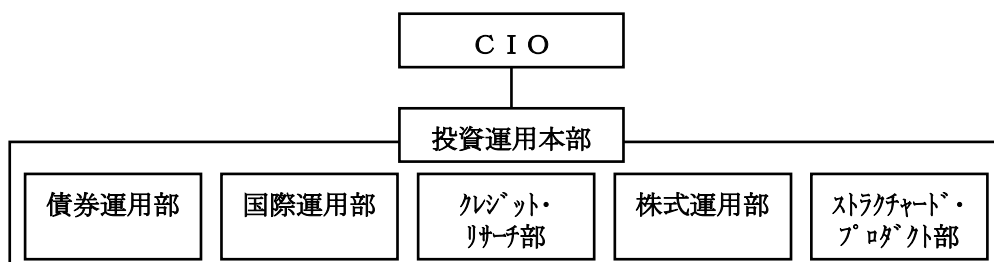 ＣＩＯ
投資運用本部
債券運用部
国際運用部
ｸﾚｼﾞｯﾄ・
ﾘｻｰﾁ部
株式運用部
ｽﾄﾗｸﾁｬｰﾄﾞ・
ﾌﾟﾛﾀﾞｸﾄ部